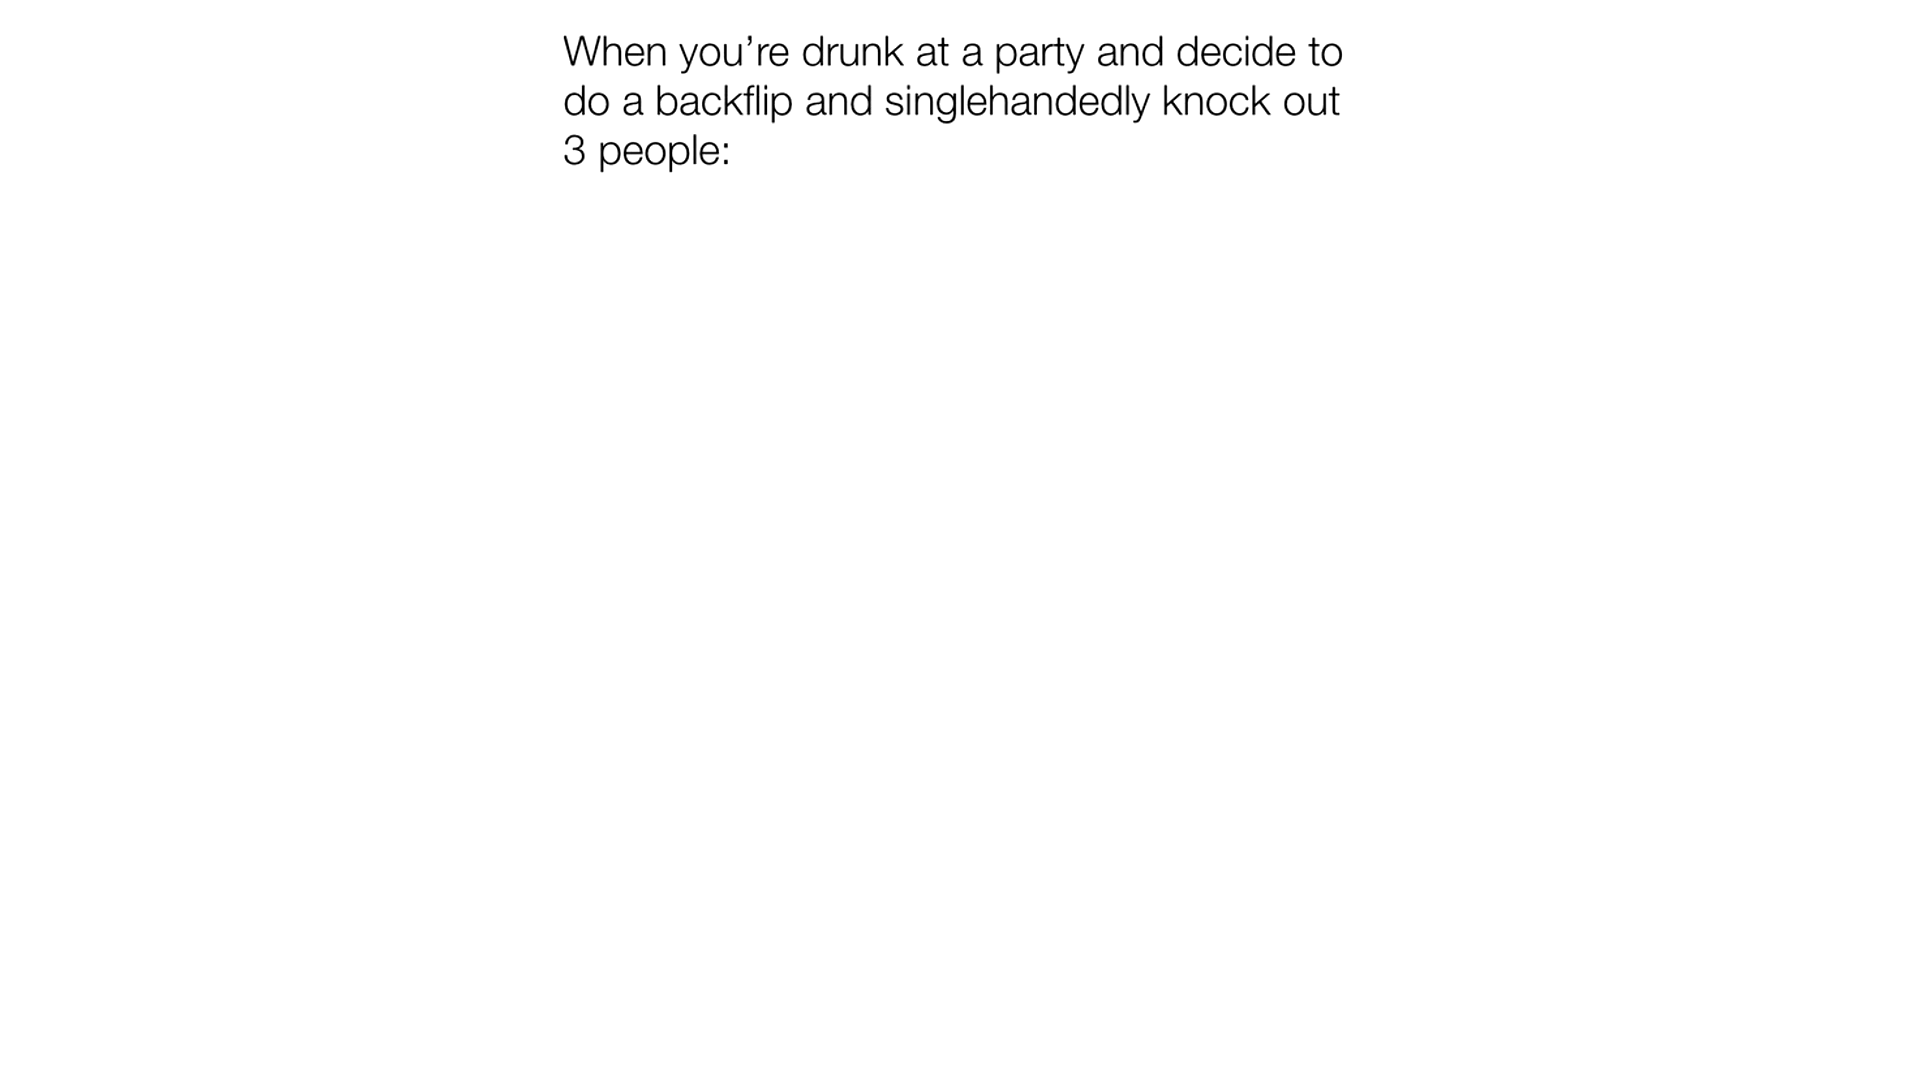 When you’re drunk at a party and decide to
do a backflip and singlehandedly knock out
3 people: